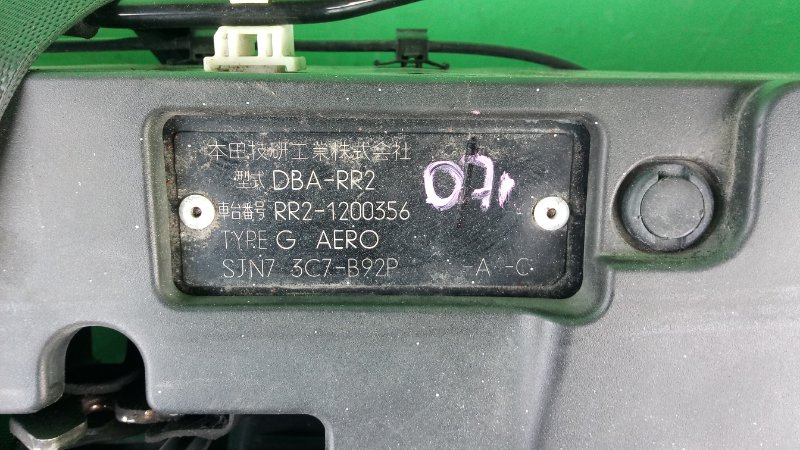 本田技研工業株式会社
型式 DBA-RR2
車台番号 RR2-1200356
TYPE G AERO
SJN7 3C7-B92P -A -C